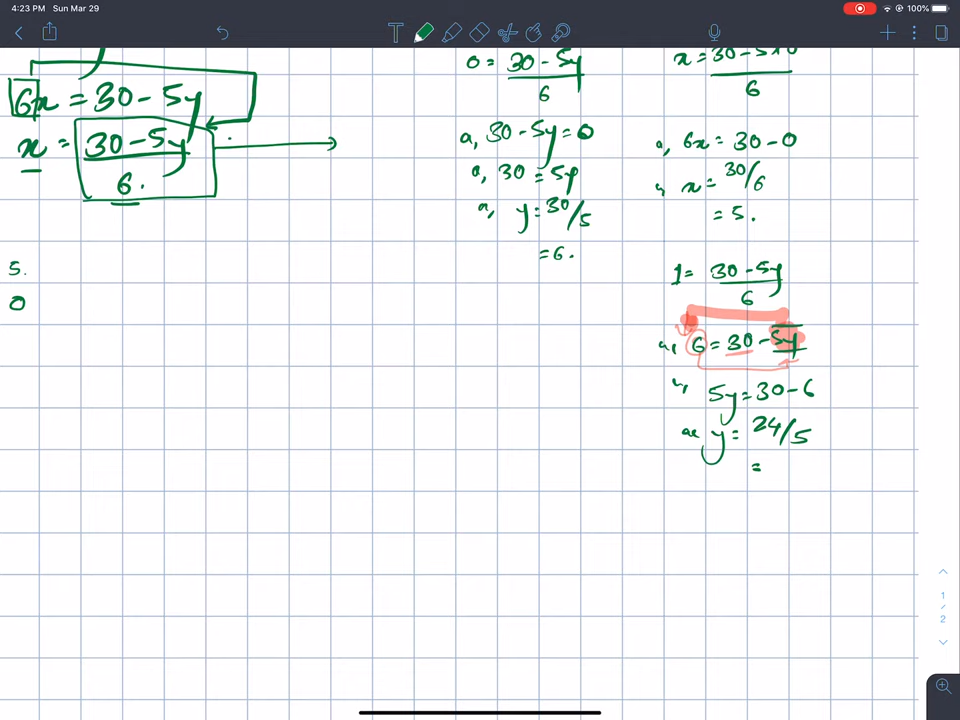 4:23 PM Sun Mar 29
100%
T
6x = 30 - 5y
x = 30 - 5y / 6.
5.
0
0 = 30 - 5y / 6
a, 30 - 5y = 0
a, 30 = 5y
a, y = 30/5
= 6.
x = 30 - 5x0 / 6
a, 6x = 30 - 0
a, x = 30/6
= 5.
1 = 30 - 5y / 6
a, 6 = 30 - 5y
a, 5y = 30 - 6
a, y = 24/5
=
1
/
2